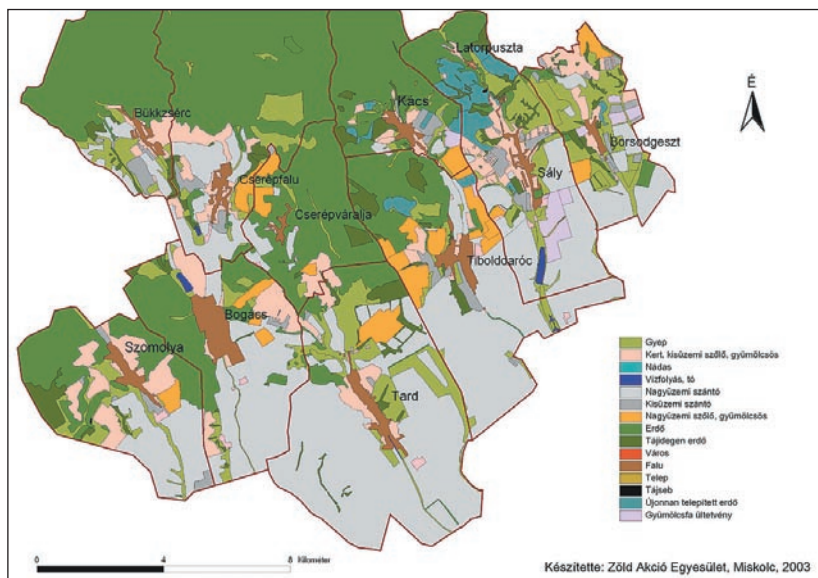 Latorpuszta
É
Bükkzsérc
Kács
Borsodgeszt
Cserépfalu
Sály
Cserépváralja
Tibolddaróc
Bogács
Szomolya
Tard
Gyep
Kert, kisüzemi szőlő, gyümölcsös
Nádas
Vízfolyás, tó
Nagyüzemi szántó
Kisüzemi szántó
Nagyüzemi szőlő, gyümölcsös
Erdő
Tájidegen erdő
Város
Falu
Telep
Tájseb
Újonnan telepített erdő
Gyümölcsfa ültetvény
0 4 8 Kilométer
Készítette: Zöld Akció Egyesület, Miskolc, 2003